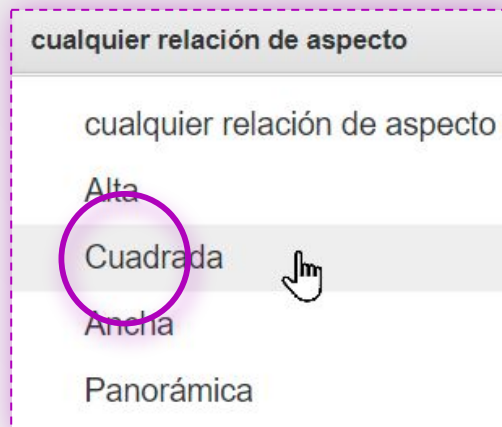 cualquier relación de aspecto
cualquier relación de aspecto
Alta
Cuadrada
Ancha
Panorámica